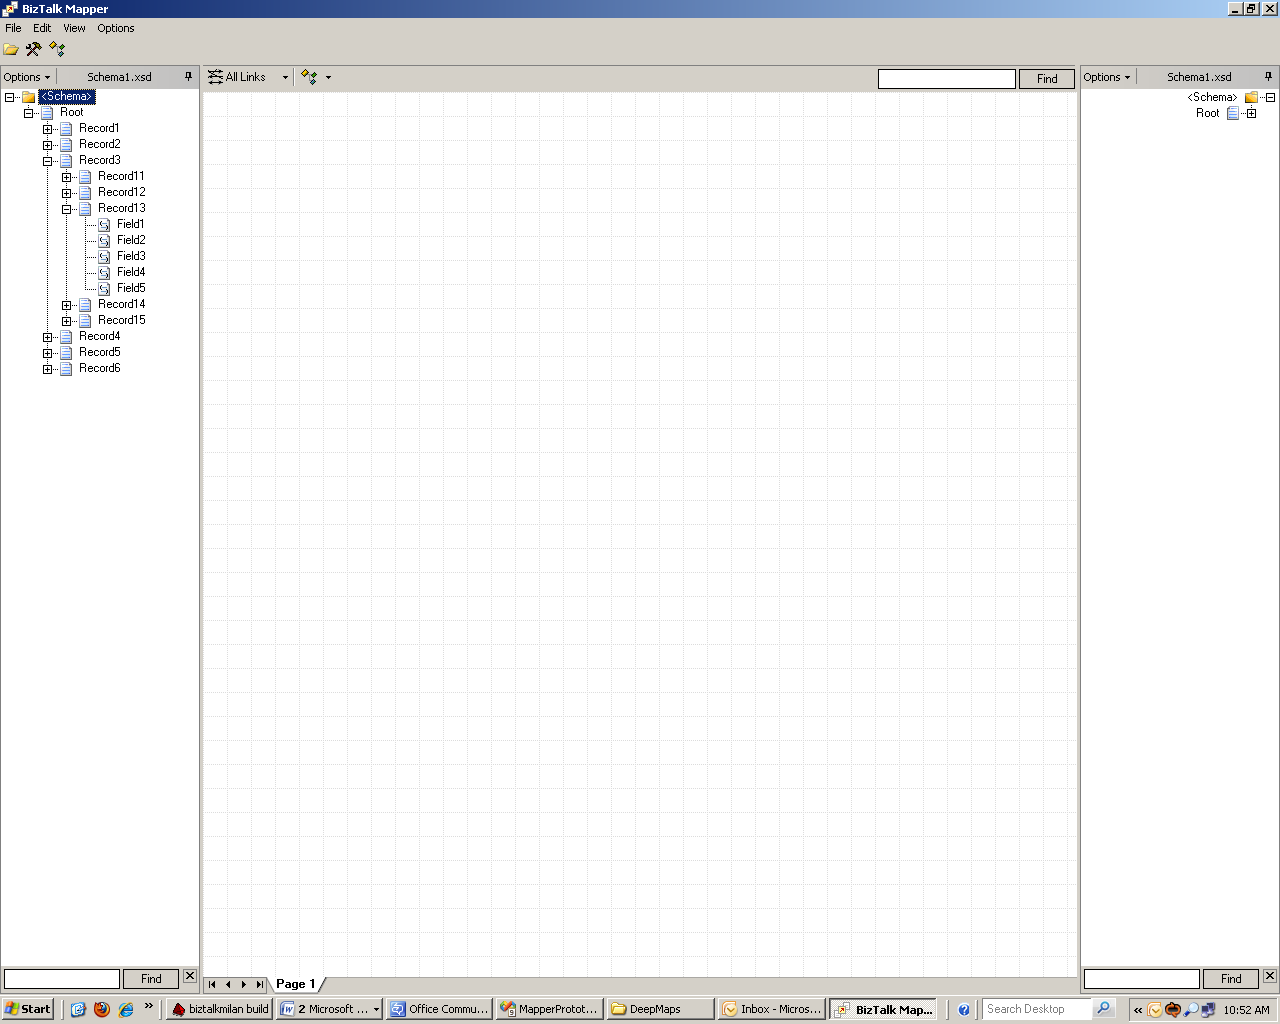 BizTalk Mapper
File Edit View Options
Options Schema1.xsd
All Links
Find
Options Schema1.xsd
<Schema>
Root
Record1
Record2
Record3
Record11
Record12
Record13
Field1
Field2
Field3
Field4
Field5
Record14
Record15
Record4
Record5
Record6
<Schema>
Root
Find
Page 1
Find
Start
biztalkmilan build
2 Microsoft ...
Office Commu...
MapperPrototot...
DeepMaps
Inbox - Micros...
BizTalk Map...
Search Desktop
10:52 AM